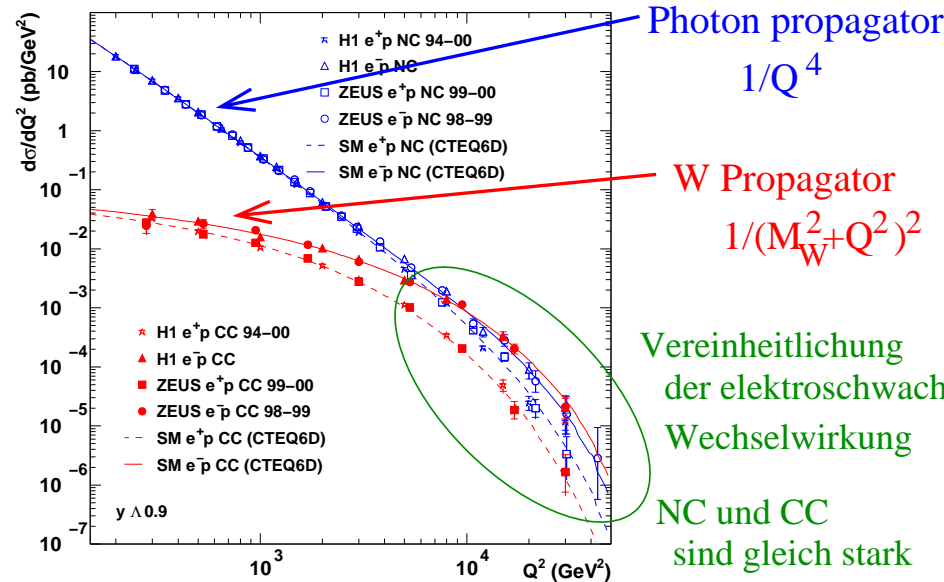 dσ/dQ² (pb/GeV²)
10
1
10⁻¹
10⁻²
10⁻³
10⁻⁴
10⁻⁵
10⁻⁶
10⁻⁷
H1 e⁺p NC 94–00
H1 e⁻p NC
ZEUS e⁺p NC 99–00
ZEUS e⁻p NC 98–99
SM e⁺p NC (CTEQ6D)
SM e⁻p NC (CTEQ6D)
H1 e⁺p CC 94–00
H1 e⁻p CC
ZEUS e⁺p CC 99–00
ZEUS e⁻p CC 98–99
SM e⁺p CC (CTEQ6D)
SM e⁻p CC (CTEQ6D)
y Λ 0.9
10³
10⁴
Q² (GeV²)
Photon propagator
1/Q⁴
W Propagator
1/(M_W²+Q²)²
Vereinheitlichung
der elektroschwach
Wechselwirkung
NC und CC
sind gleich stark